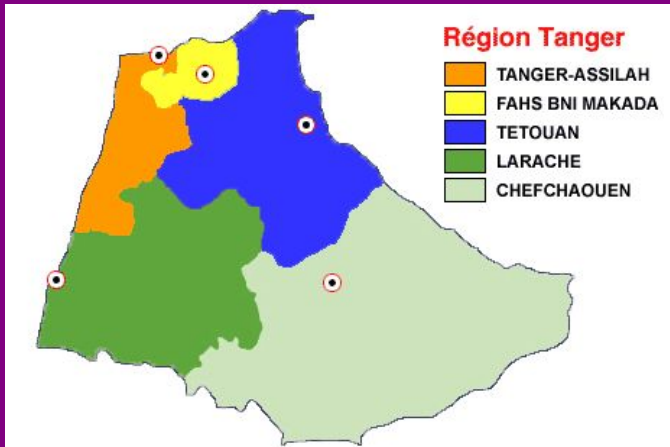 Région Tanger
TANGER-ASSILAH
FAHS BNI MAKADA
TETOUAN
LARACHE
CHEFCHAOUEN